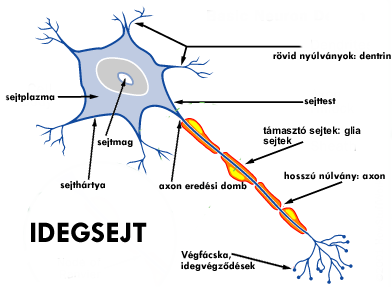 rövid nyúlványok: dentrin
sejtplazma
sejttest
sejtmag
támasztó sejtek: glia
sejtek
hosszú núlvány: axon
sejthártya
axon eredési domb
IDEGSEJT
Végfácska,
idegvégződések